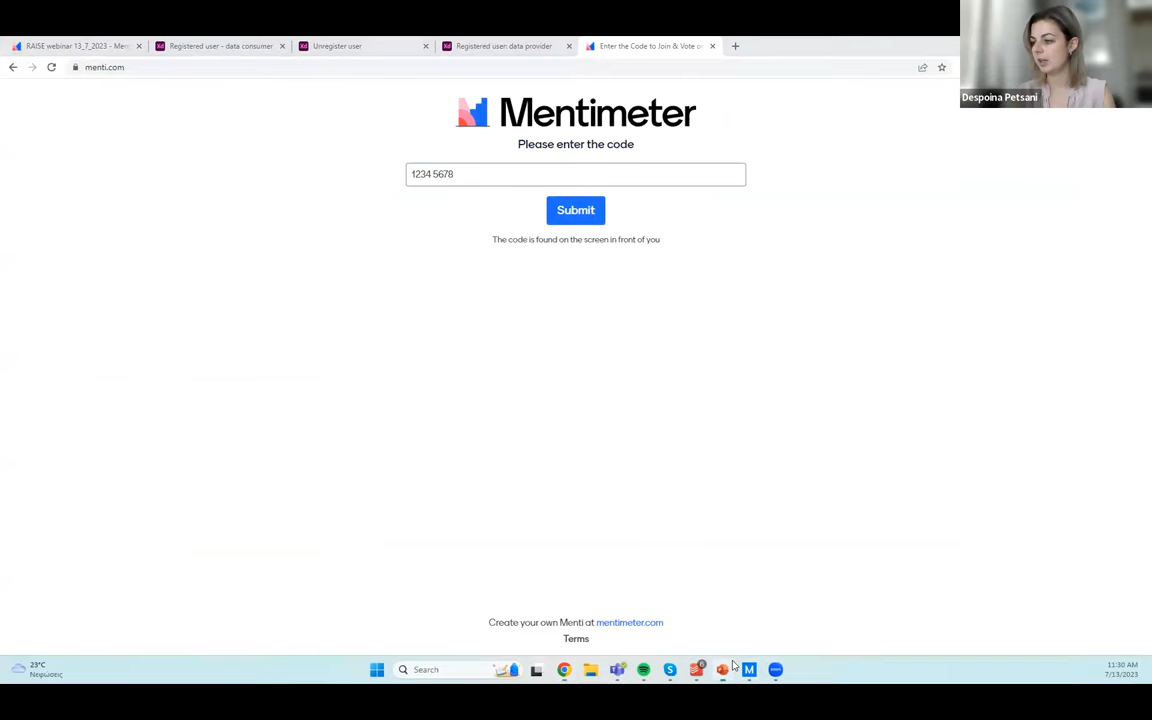 RAISE webinar 13_7_2023 - Men
Registered user - data consumer
Unregister user
Registered user: data provider
Enter the Code to Join & Vote o
menti.com
Despoina Petsani
Mentimeter
Please enter the code
1234 5678
Submit
The code is found on the screen in front of you
Create your own Menti at mentimeter.com
Terms
23°C
Νεφώσεις
Search
6
11:30 AM
7/13/2023